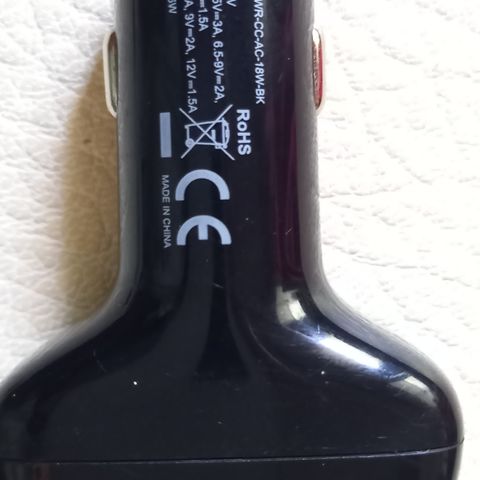 WR-CC-AC-18W-BK
V
5V⎓3A, 6.5-9V⎓2A,
⎓1.5A
A, 9V⎓2A, 12V⎓1.5A
8W
RoHS
CE
MADE IN CHINA